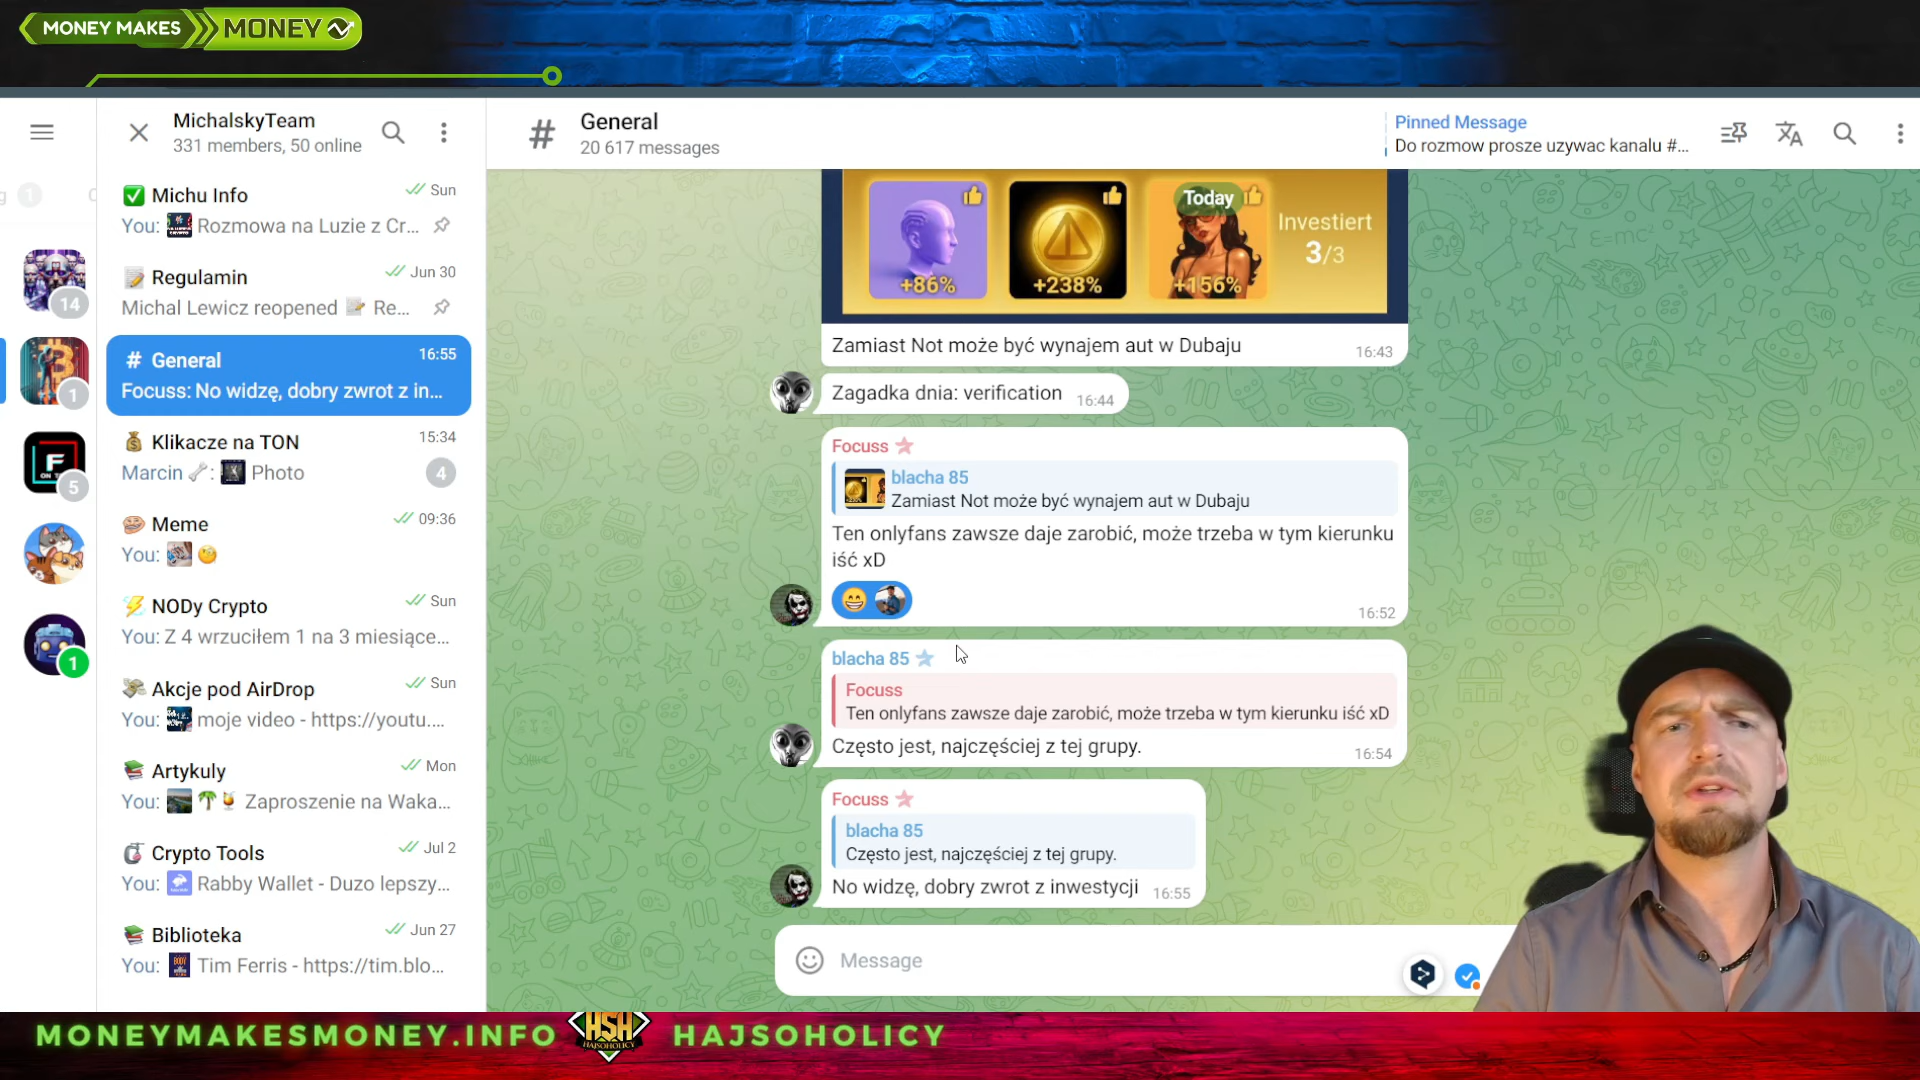 MONEY MAKES MONEY
MichalskyTeam
331 members, 50 online
Michu Info
Sun
You: Rozmowa na Luzie z Cr...
Regulamin
Jun 30
Michal Lewicz reopened Re...
# General
16:55
Focuss: No widzę, dobry zwrot z in...
Klikacze na TON
15:34
Marcin : Photo
4
Meme
09:36
You:
NODy Crypto
Sun
You: Z 4 wrzuciłem 1 na 3 miesiące...
Akcje pod AirDrop
Sun
You: moje video - https://youtu....
Artykuly
Mon
You: Zaproszenie na Waka...
Crypto Tools
Jul 2
You: Rabby Wallet - Duzo lepszy...
Biblioteka
Jun 27
You: Tim Ferris - https://tim.blo...
1
14
1
F
5
1
# General
20 617 messages
Pinned Message
Do rozmow prosze uzywac kanalu #...
Today
Investiert
3/3
+86%
+238%
+156%
Zamiast Not może być wynajem aut w Dubaju
16:43
Zagadka dnia: verification
16:44
Focuss
blacha 85
Zamiast Not może być wynajem aut w Dubaju
Ten onlyfans zawsze daje zarobić, może trzeba w tym kierunku
iść xD
16:52
blacha 85
Focuss
Ten onlyfans zawsze daje zarobić, może trzeba w tym kierunku iść xD
Często jest, najczęściej z tej grupy.
16:54
Focuss
blacha 85
Często jest, najczęściej z tej grupy.
No widzę, dobry zwrot z inwestycji
16:55
Message
MONEYMAKESMONEY.INFO
HSH
HAJSOHOLICY
HAJSOHOLICY